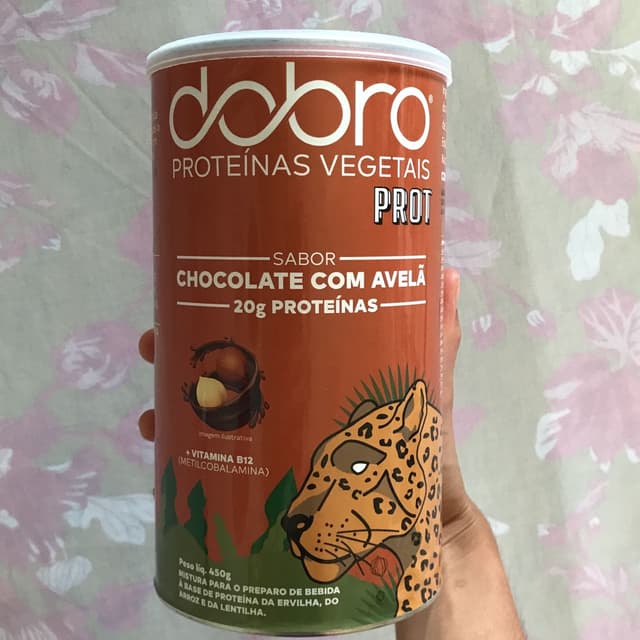 dobro®
PROTEÍNAS VEGETAIS
PROT
SABOR
CHOCOLATE COM AVELÃ
20g PROTEÍNAS
imagem ilustrativa
+ VITAMINA B12
(METILCOBALAMINA)
Peso líq. 450g
MISTURA PARA O PREPARO DE BEBIDA
À BASE DE PROTEÍNA DA ERVILHA, DO
ARROZ E DA LENTILHA.